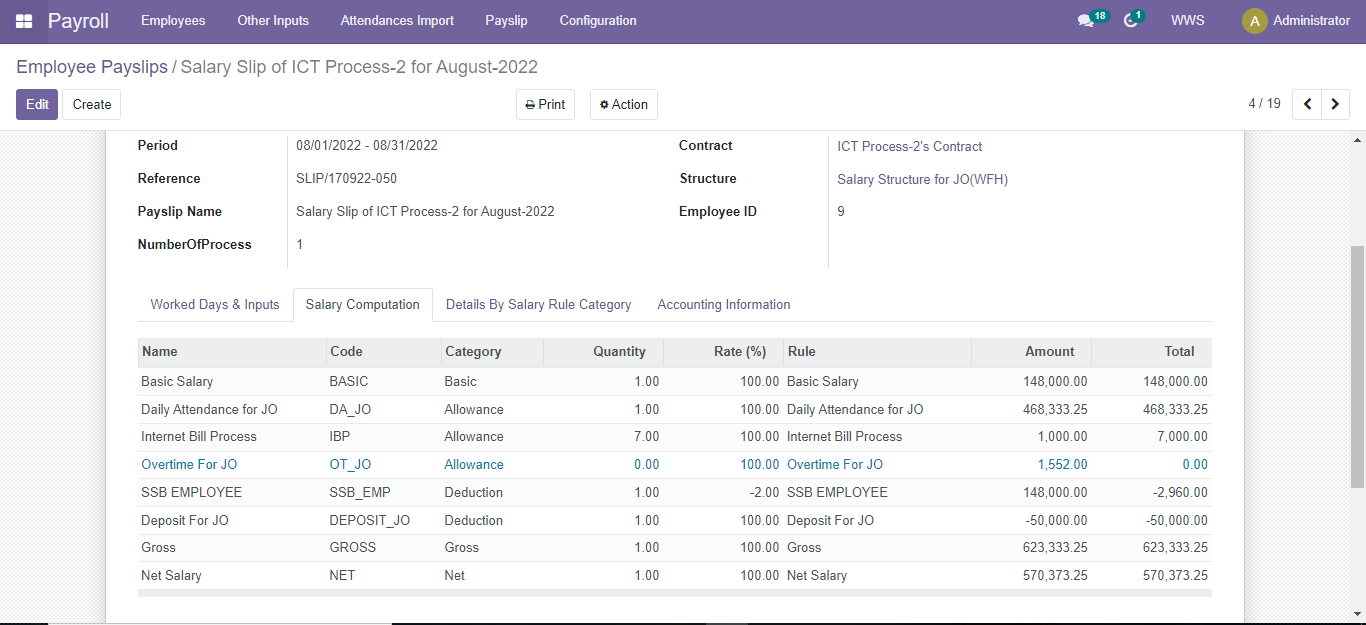 Payroll Employees Other Inputs Attendances Import Payslip Configuration 18 1 WWS A Administrator
Employee Payslips / Salary Slip of ICT Process-2 for August-2022
Edit Create Print Action 4 / 19
Period 08/01/2022 - 08/31/2022 Contract ICT Process-2's Contract
Reference SLIP/170922-050 Structure Salary Structure for JO(WFH)
Payslip Name Salary Slip of ICT Process-2 for August-2022 Employee ID 9
NumberOfProcess 1
Worked Days & Inputs Salary Computation Details By Salary Rule Category Accounting Information
Name Code Category Quantity Rate (%) Rule Amount Total
Basic Salary BASIC Basic 1.00 100.00 Basic Salary 148,000.00 148,000.00
Daily Attendance for JO DA_JO Allowance 1.00 100.00 Daily Attendance for JO 468,333.25 468,333.25
Internet Bill Process IBP Allowance 7.00 100.00 Internet Bill Process 1,000.00 7,000.00
Overtime For JO OT_JO Allowance 0.00 100.00 Overtime For JO 1,552.00 0.00
SSB EMPLOYEE SSB_EMP Deduction 1.00 -2.00 SSB EMPLOYEE 148,000.00 -2,960.00
Deposit For JO DEPOSIT_JO Deduction 1.00 100.00 Deposit For JO -50,000.00 -50,000.00
Gross GROSS Gross 1.00 100.00 Gross 623,333.25 623,333.25
Net Salary NET Net 1.00 100.00 Net Salary 570,373.25 570,373.25